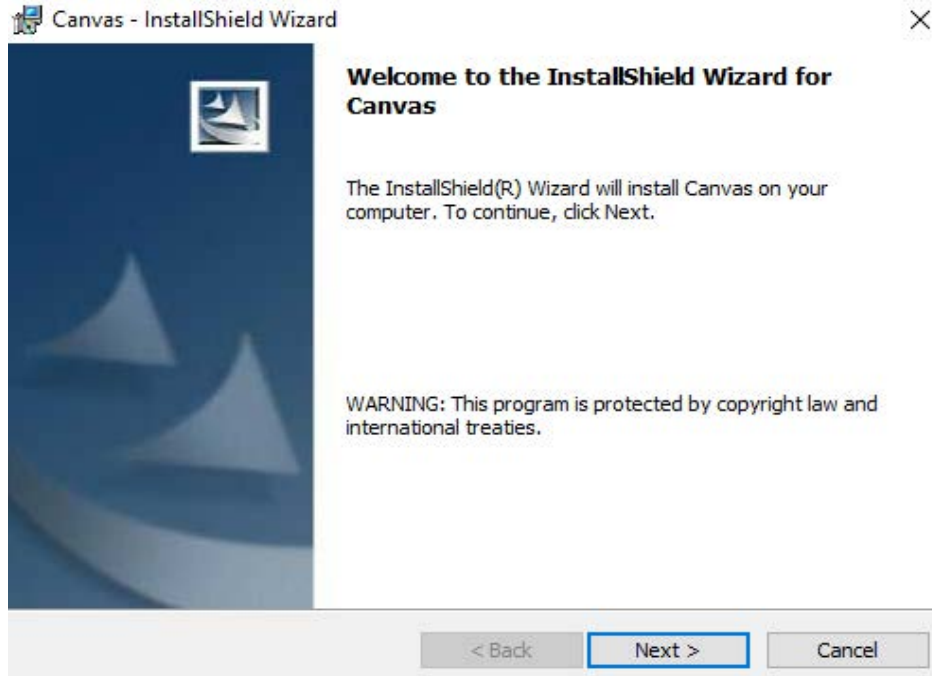 Canvas - InstallShield Wizard
Welcome to the InstallShield Wizard for
Canvas
The InstallShield(R) Wizard will install Canvas on your
computer. To continue, click Next.
WARNING: This program is protected by copyright law and
international treaties.
< Back
Next >
Cancel